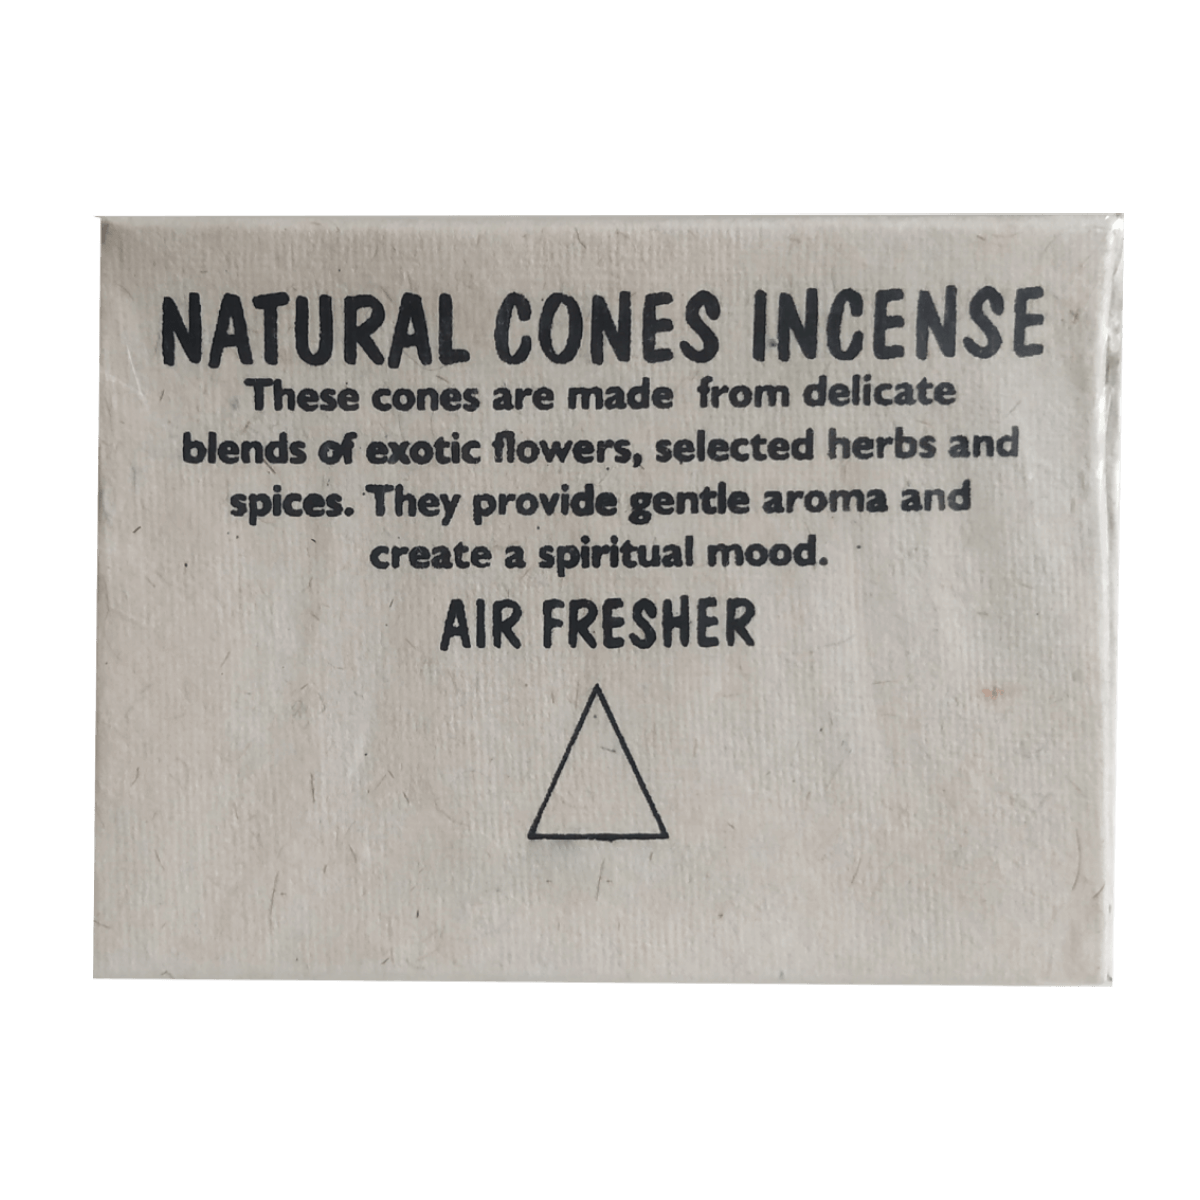 NATURAL CONES INCENSE
These cones are made from delicate
blends of exotic flowers, selected herbs and
spices. They provide gentle aroma and
create a spiritual mood.
AIR FRESHER